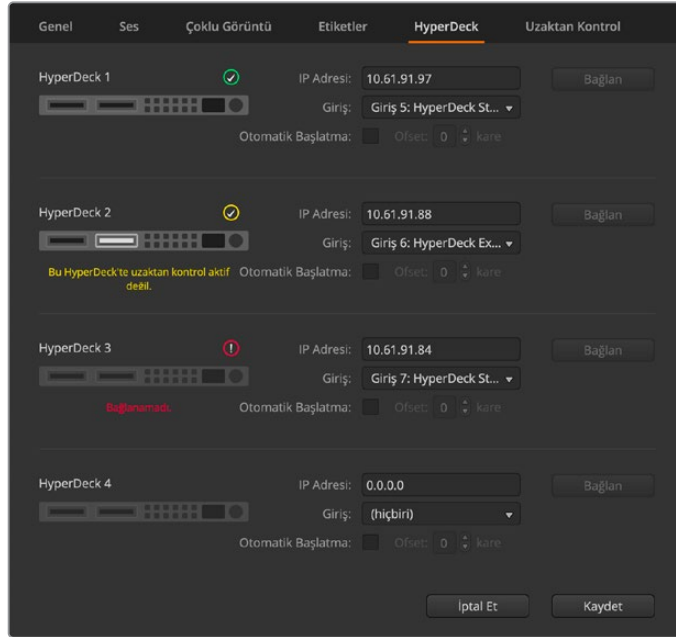 Genel Ses Çoklu Görüntü Etiketler HyperDeck Uzaktan Kontrol
HyperDeck 1 IP Adresi: 10.61.91.97 Bağlan
Giriş: Giriş 5: HyperDeck St...
Otomatik Başlatma: Ofset: 0 kare
HyperDeck 2 IP Adresi: 10.61.91.88 Bağlan
Giriş: Giriş 6: HyperDeck Ex...
Bu HyperDeck'te uzaktan kontrol aktif Otomatik Başlatma: Ofset: 0 kare
değil.
HyperDeck 3 IP Adresi: 10.61.91.84 Bağlan
Giriş: Giriş 7: HyperDeck St...
Bağlanamadı. Otomatik Başlatma: Ofset: 0 kare
HyperDeck 4 IP Adresi: 0.0.0.0 Bağlan
Giriş: (hiçbiri)
Otomatik Başlatma: Ofset: 0 kare
İptal Et Kaydet